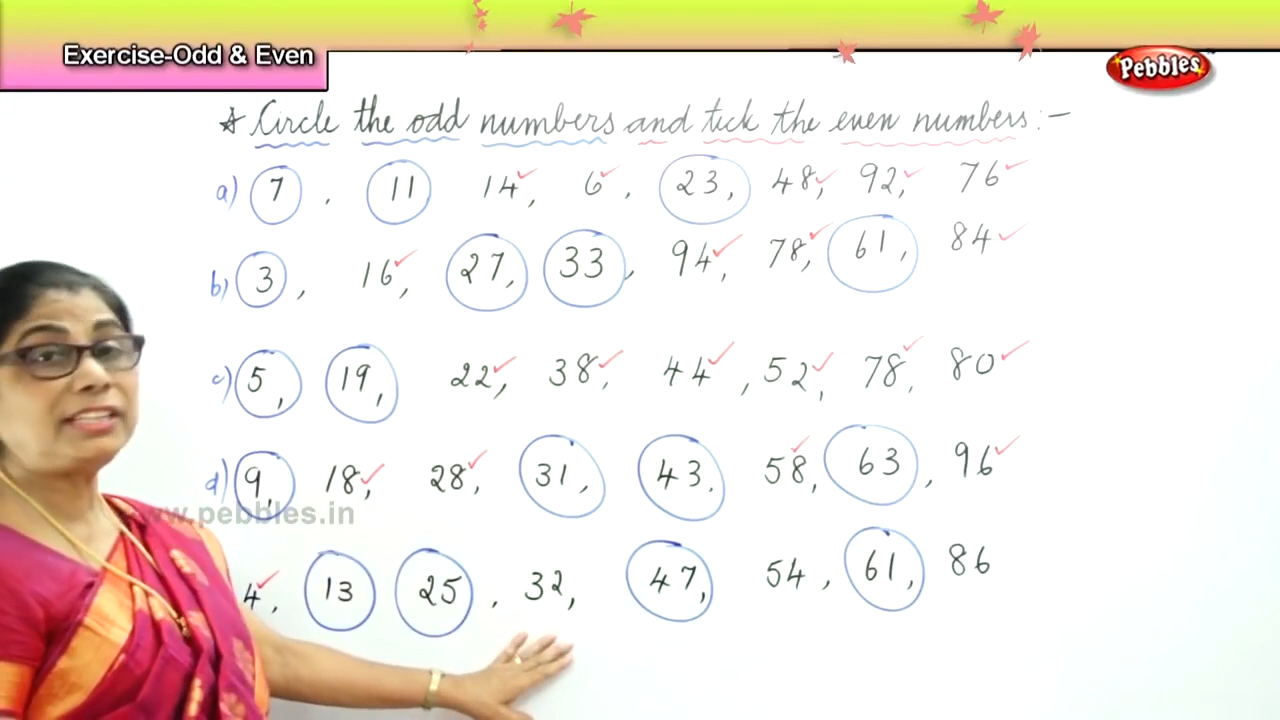 Exercise-Odd & Even
Pebbles
☆ Circle the odd numbers and tick the even numbers:-
a) 7 , 11 14, 6, 23, 48, 92, 76
b) 3, 16, 27, 33, 94, 78, 61, 84
c) 5, 19, 22, 38, 44, 52, 78, 80
d) 9, 18, 28, 31, 43, 58, 63, 96
4, 13 25, 32, 47, 54, 61, 86
www.pebbles.in